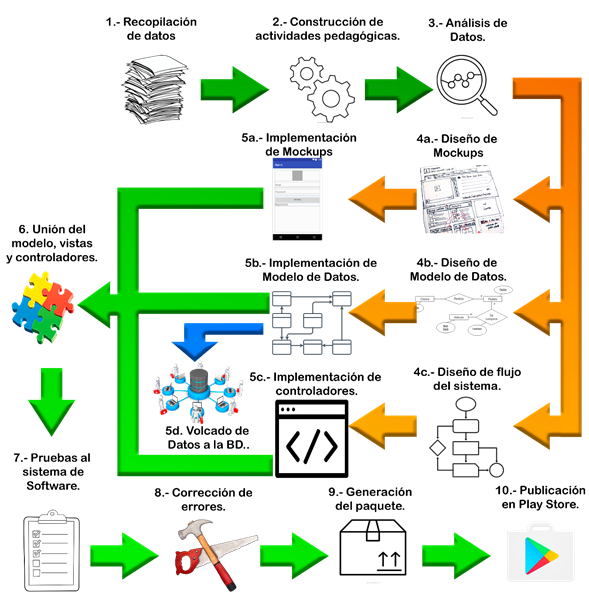 1.- Recopilación
de datos
2.- Construcción de
actividades pedagógicas.
3.- Análisis de
Datos.
5a.- Implementación
de Mockups
4a.- Diseño de
Mockups
6. Unión del
modelo, vistas
y controladores.
5b.- Implementación
de Modelo de Datos.
4b.- Diseño de
Modelo de Datos.
5c.- Implementación de
controladores.
4c.- Diseño de flujo
del sistema.
5d. Volcado de
Datos a la BD..
7.- Pruebas al
sistema de
Software.
8.- Corrección de
errores.
9.- Generación
del paquete.
10.- Publicación
en Play Store.